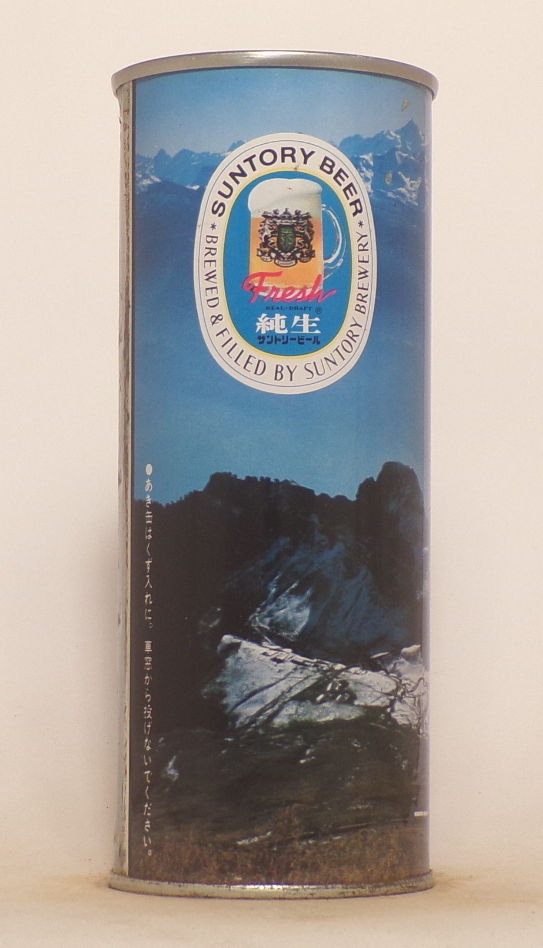 SUNTORY BEER
* BREWED & FILLED BY SUNTORY BREWERY *
Fresh
REAL-DRAFT
純生
サントリービール
●あき缶はくず入れに。車窓から投げないでください。